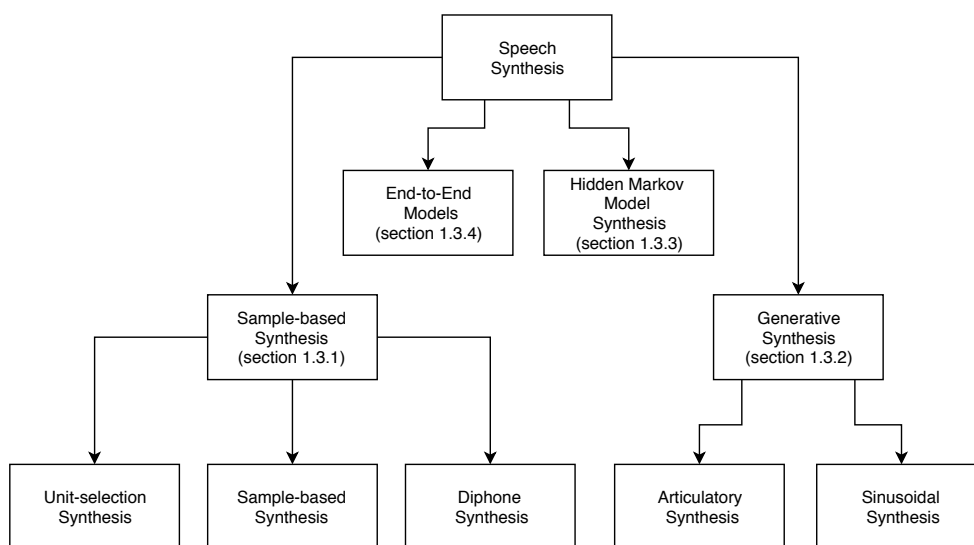 Speech
Synthesis
End-to-End
Models
(section 1.3.4)
Hidden Markov
Model
Synthesis
(section 1.3.3)
Sample-based
Synthesis
(section 1.3.1)
Generative
Synthesis
(section 1.3.2)
Unit-selection
Synthesis
Sample-based
Synthesis
Diphone
Synthesis
Articulatory
Synthesis
Sinusoidal
Synthesis